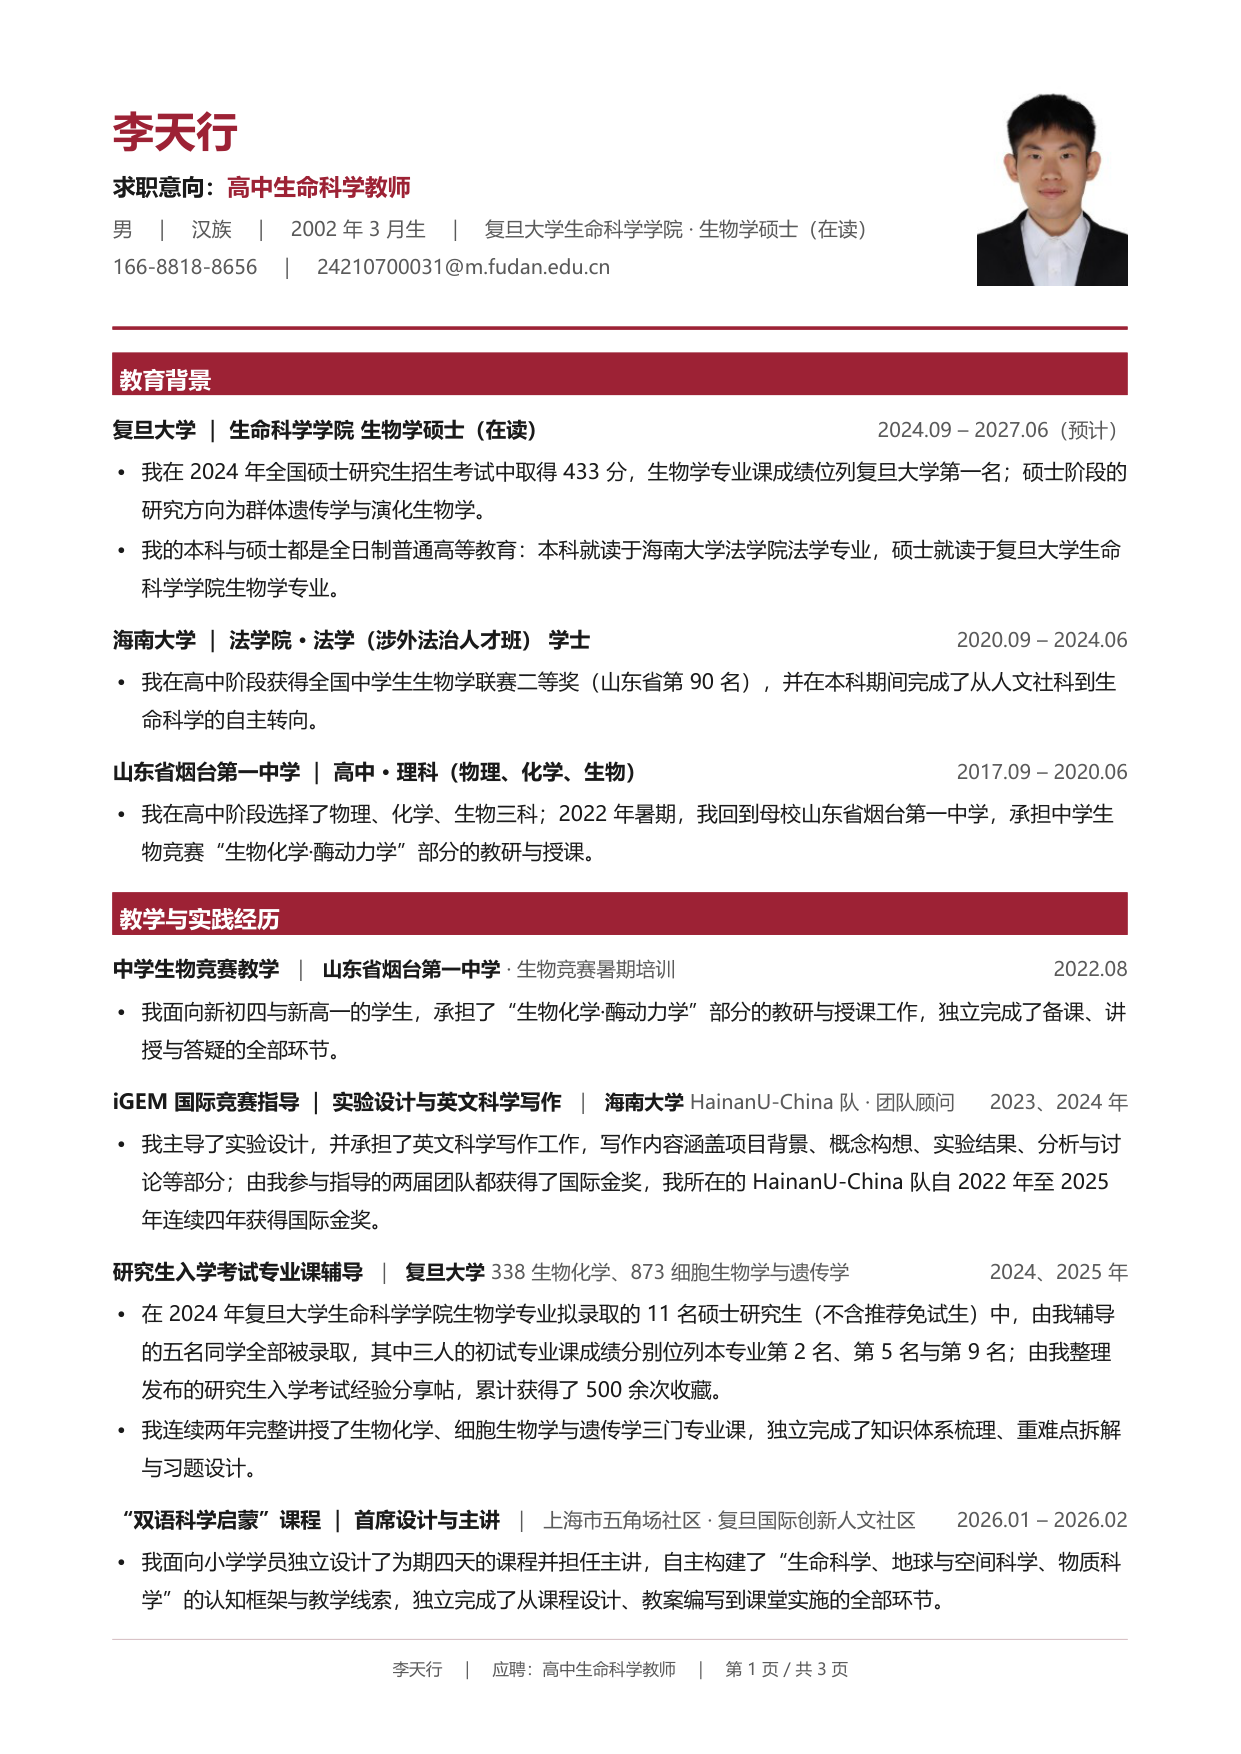 李天行
求职意向：高中生命科学教师
男 | 汉族 | 2002 年 3 月生 | 复旦大学生命科学学院 · 生物学硕士（在读）
166-8818-8656 | 24210700031@m.fudan.edu.cn
教育背景
复旦大学 | 生命科学学院 生物学硕士（在读） 2024.09 – 2027.06（预计）
• 我在 2024 年全国硕士研究生招生考试中取得 433 分，生物学专业课成绩位列复旦大学第一名；硕士阶段的
研究方向为群体遗传学与演化生物学。
• 我的本科与硕士都是全日制普通高等教育：本科就读于海南大学法学院法学专业，硕士就读于复旦大学生命
科学学院生物学专业。
海南大学 | 法学院 · 法学（涉外法治人才班） 学士 2020.09 – 2024.06
• 我在高中阶段获得全国中学生生物学联赛二等奖（山东省第 90 名），并在本科期间完成了从人文社科到生
命科学的自主转向。
山东省烟台第一中学 | 高中 · 理科（物理、化学、生物） 2017.09 – 2020.06
• 我在高中阶段选择了物理、化学、生物三科；2022 年暑期，我回到母校山东省烟台第一中学，承担中学生
物竞赛“生物化学·酶动力学”部分的教研与授课。
教学与实践经历
中学生物竞赛教学 | 山东省烟台第一中学 · 生物竞赛暑期培训 2022.08
• 我面向新初四与新高一的学生，承担了“生物化学·酶动力学”部分的教研与授课工作，独立完成了备课、讲
授与答疑的全部环节。
iGEM 国际竞赛指导 | 实验设计与英文科学写作 | 海南大学 HainanU-China 队 · 团队顾问 2023、2024 年
• 我主导了实验设计，并承担了英文科学写作工作，写作内容涵盖项目背景、概念构想、实验结果、分析与讨
论等部分；由我参与指导的两届团队都获得了国际金奖，我所在的 HainanU-China 队自 2022 年至 2025
年连续四年获得国际金奖。
研究生入学考试专业课辅导 | 复旦大学 338 生物化学、873 细胞生物学与遗传学 2024、2025 年
• 在 2024 年复旦大学生命科学学院生物学专业拟录取的 11 名硕士研究生（不含推荐免试生）中，由我辅导
的五名同学全部被录取，其中三人的初试专业课成绩分别位列本专业第 2 名、第 5 名与第 9 名；由我整理
发布的研究生入学考试经验分享帖，累计获得了 500 余次收藏。
• 我连续两年完整讲授了生物化学、细胞生物学与遗传学三门专业课，独立完成了知识体系梳理、重难点拆解
与习题设计。
“双语科学启蒙”课程 | 首席设计与主讲 | 上海市五角场社区 · 复旦国际创新人文社区 2026.01 – 2026.02
• 我面向小学学员独立设计了为期四天的课程并担任主讲，自主构建了“生命科学、地球与空间科学、物质科
学”的认知框架与教学线索，独立完成了从课程设计、教案编写到课堂实施的全部环节。
李天行 | 应聘：高中生命科学教师 | 第 1 页 / 共 3 页